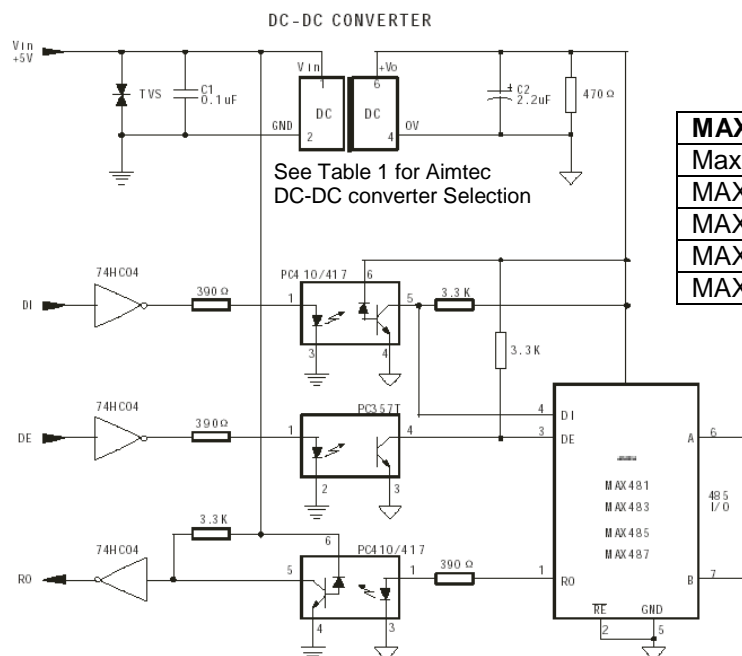 DC-DC CONVERTER
Vin
+5V
TVS
C1
0.1uF
Vin
1
DC
GND
2
+Vo
6
DC
4
0V
C2
2.2uF
470Ω
See Table 1 for Aimtec
DC-DC converter Selection
MAX
Max
MAX
MAX
MAX
MAX
DI
74HC04
390Ω
PC410/417
6
1
5
3
4
3.3K
3.3K
DE
74HC04
390Ω
PC357T
1
4
2
3
RO
74HC04
3.3K
6
PC410/417
5
1
4
3
390Ω
4
DI
3
DE
1
RO
MAX481
MAX483
MAX485
MAX487
A
6
485
I/O
B
7
RE
GND
2
5